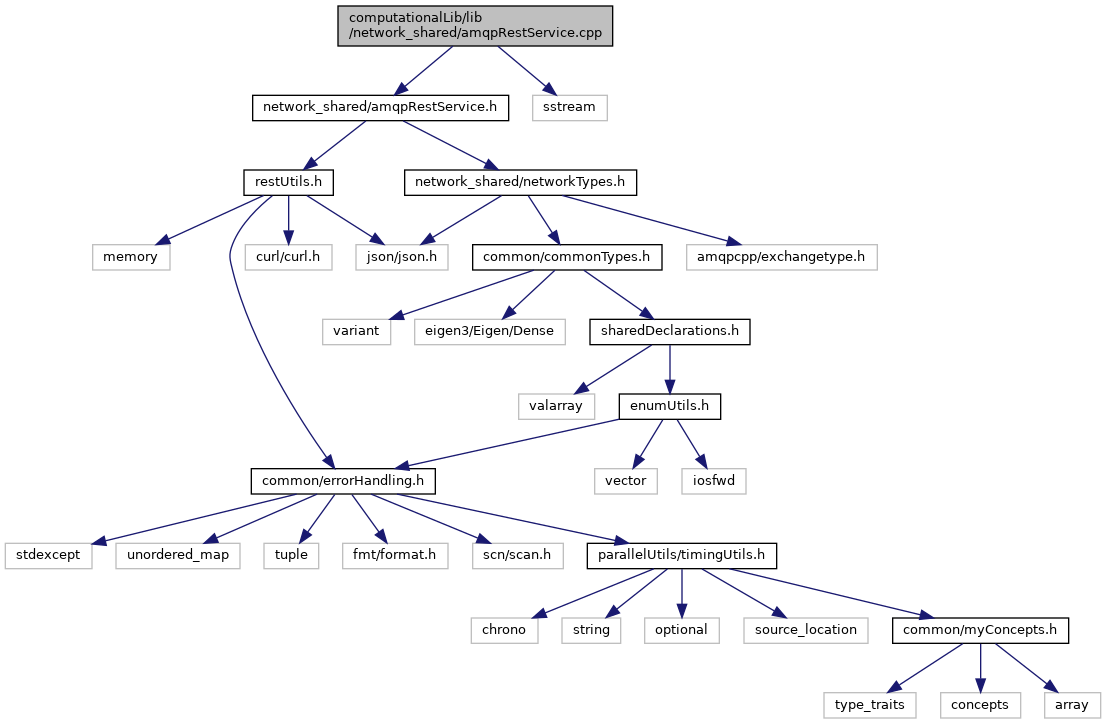 computationalLib/lib
/network_shared/amqpRestService.cpp
network_shared/amqpRestService.h
sstream
restUtils.h
network_shared/networkTypes.h
memory
curl/curl.h
json/json.h
common/commonTypes.h
amqpcpp/exchangetype.h
variant
eigen3/Eigen/Dense
sharedDeclarations.h
valarray
enumUtils.h
common/errorHandling.h
vector
iosfwd
stdexcept
unordered_map
tuple
fmt/format.h
scn/scan.h
parallelUtils/timingUtils.h
chrono
string
optional
source_location
common/myConcepts.h
type_traits
concepts
array